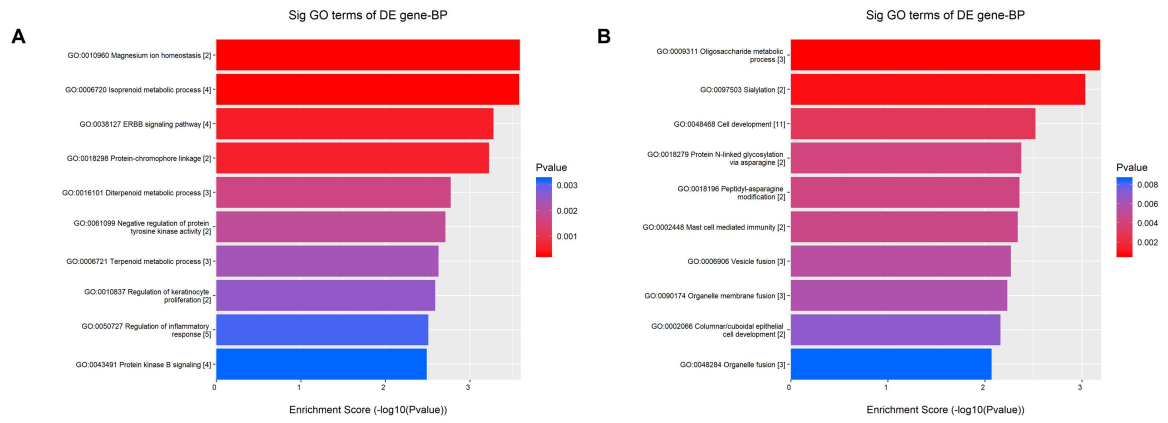 Sig GO terms of DE gene-BP
A
GO:0010960 Magnesium ion homeostasis [2]
GO:0006720 Isoprenoid metabolic process [4]
GO:0038127 ERBB signaling pathway [4]
GO:0018298 Protein-chromophore linkage [2]
GO:0016101 Diterpenoid metabolic process [3]
GO:0061099 Negative regulation of protein
tyrosine kinase activity [2]
GO:0006721 Terpenoid metabolic process [3]
GO:0010837 Regulation of keratinocyte
proliferation [2]
GO:0050727 Regulation of inflammatory
response [5]
GO:0043491 Protein kinase B signaling [4]
0 1 2 3
Enrichment Score (-log10(Pvalue))
Pvalue
0.003
0.002
0.001
Sig GO terms of DE gene-BP
B
GO:0009311 Oligosaccharide metabolic
process [3]
GO:0097503 Sialylation [2]
GO:0048468 Cell development [11]
GO:0018279 Protein N-linked glycosylation
via asparagine [2]
GO:0018196 Peptidyl-asparagine
modification [2]
GO:0002448 Mast cell mediated immunity [2]
GO:0006906 Vesicle fusion [3]
GO:0090174 Organelle membrane fusion [3]
GO:0002066 Columnar/cuboidal epithelial
cell development [2]
GO:0048284 Organelle fusion [3]
0 1 2 3
Enrichment Score (-log10(Pvalue))
Pvalue
0.008
0.006
0.004
0.002